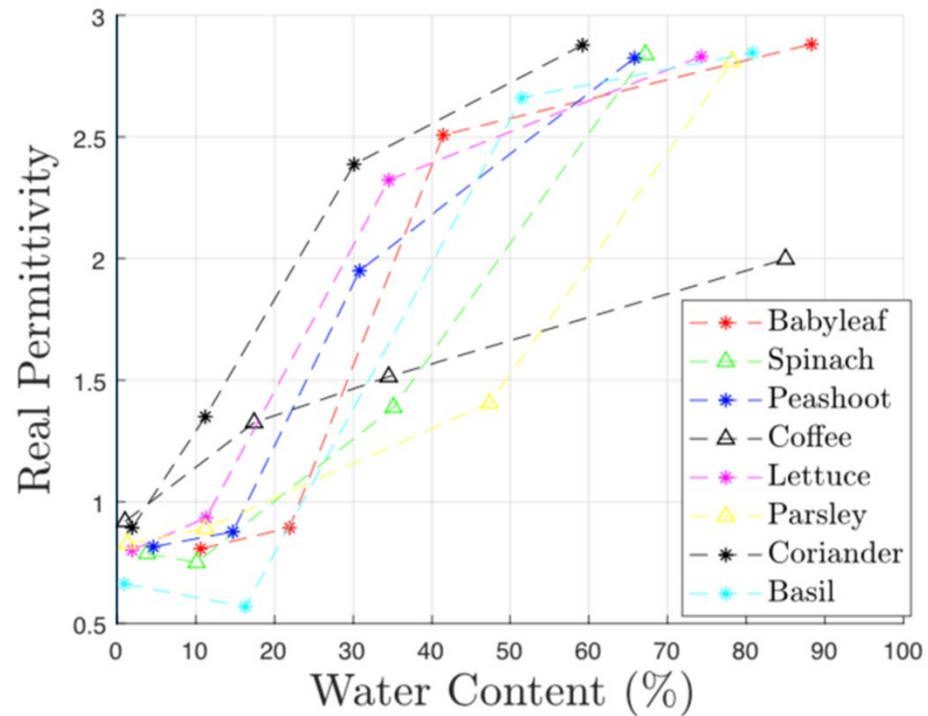 3
2.5
2
1.5
1
0.5
Real Permittivity
0 10 20 30 40 50 60 70 80 90 100
Water Content (%)
Babyleaf
Spinach
Peashoot
Coffee
Lettuce
Parsley
Coriander
Basil